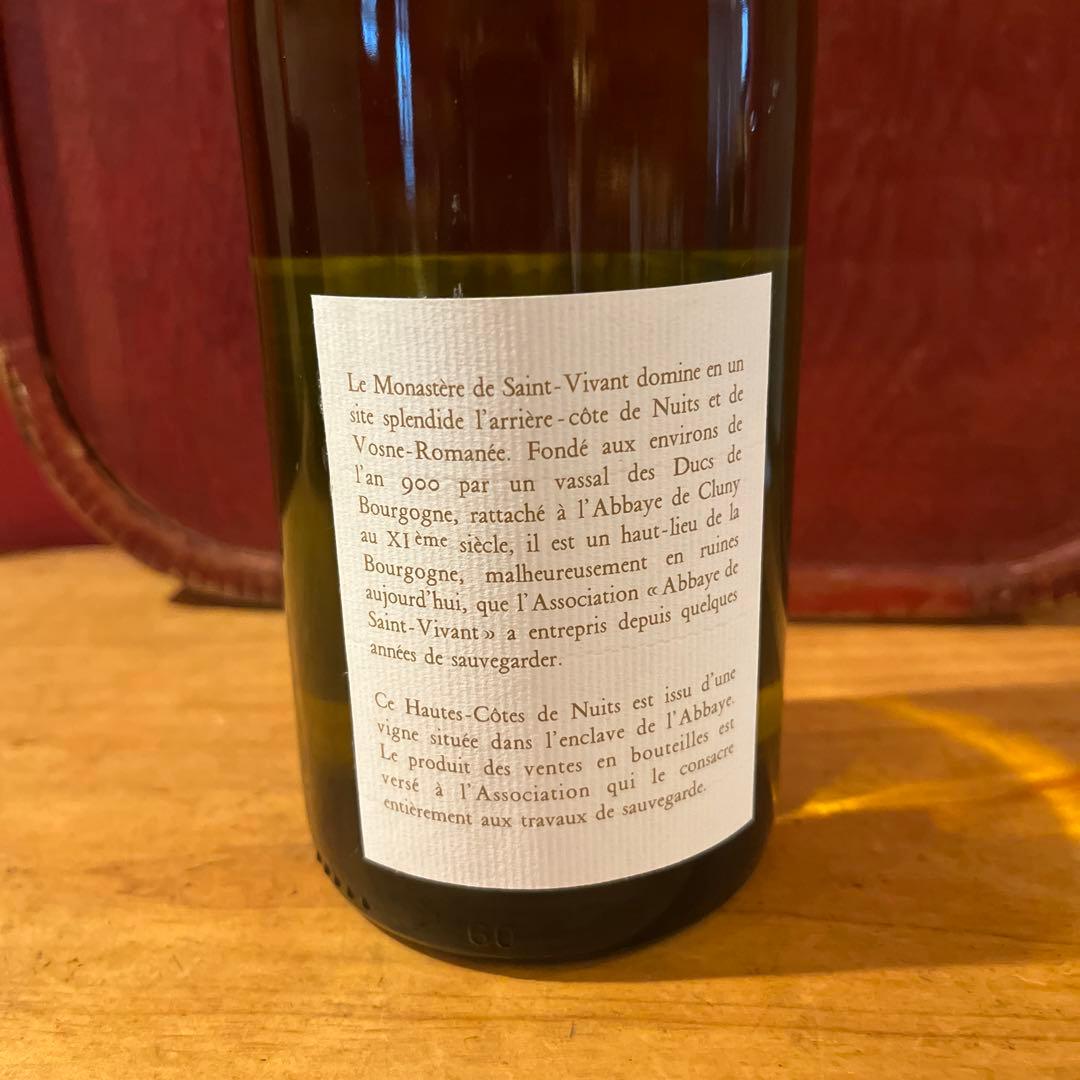 Le Monastère de Saint-Vivant domine en un
site splendide l'arrière-côte de Nuits et de
Vosne-Romanée. Fondé aux environs de
l'an 900 par un vassal des Ducs de
Bourgogne, rattaché à l'Abbaye de Cluny
au XIème siècle, il est un haut-lieu de la
Bourgogne, malheureusement en ruines
aujourd'hui, que l'Association « Abbaye de
Saint-Vivant » a entrepris depuis quelques
années de sauvegarder.
Ce Hautes-Côtes de Nuits est issu d'une
vigne située dans l'enclave de l'Abbaye.
Le produit des ventes en bouteilles est
versé à l'Association qui le consacre
entièrement aux travaux de sauvegarde.
60